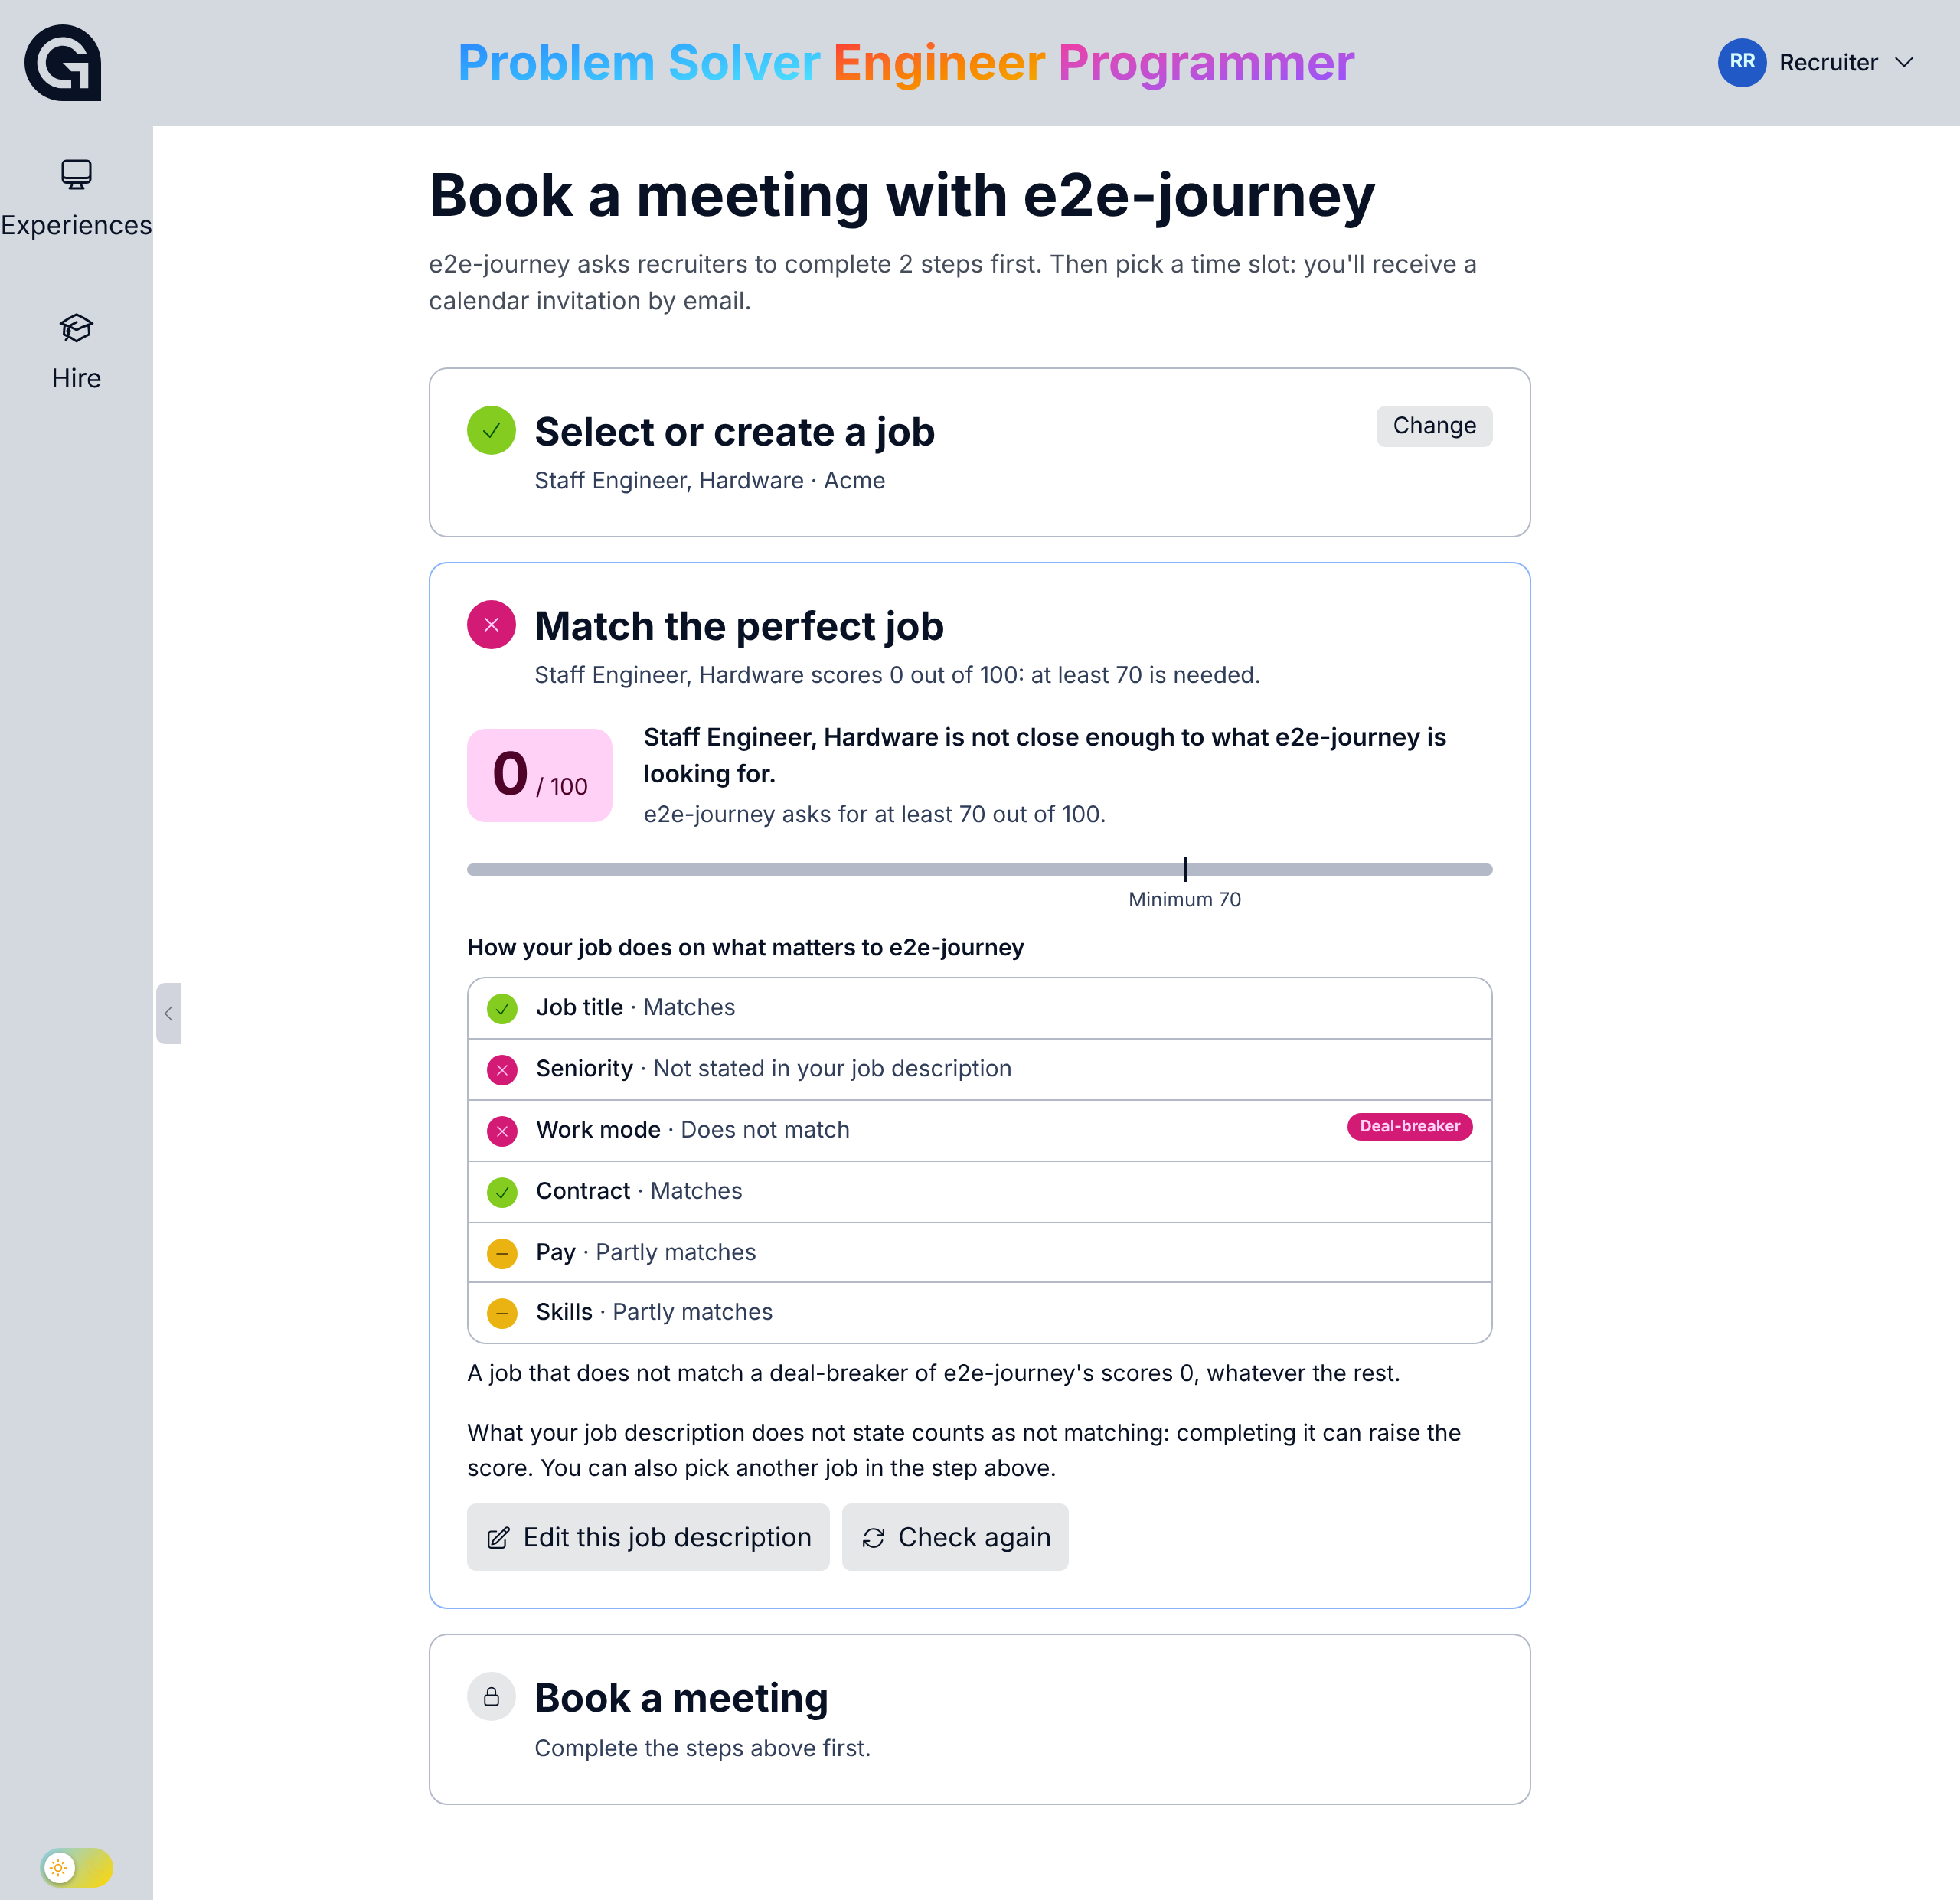 Problem Solver Engineer Programmer
RR Recruiter
Experiences
Hire
Book a meeting with e2e-journey
e2e-journey asks recruiters to complete 2 steps first. Then pick a time slot: you'll receive a
calendar invitation by email.
Select or create a job
Change
Staff Engineer, Hardware · Acme
Match the perfect job
Staff Engineer, Hardware scores 0 out of 100: at least 70 is needed.
0 / 100
Staff Engineer, Hardware is not close enough to what e2e-journey is
looking for.
e2e-journey asks for at least 70 out of 100.
Minimum 70
How your job does on what matters to e2e-journey
Job title · Matches
Seniority · Not stated in your job description
Work mode · Does not match
Deal-breaker
Contract · Matches
Pay · Partly matches
Skills · Partly matches
A job that does not match a deal-breaker of e2e-journey's scores 0, whatever the rest.
What your job description does not state counts as not matching: completing it can raise the
score. You can also pick another job in the step above.
Edit this job description
Check again
Book a meeting
Complete the steps above first.